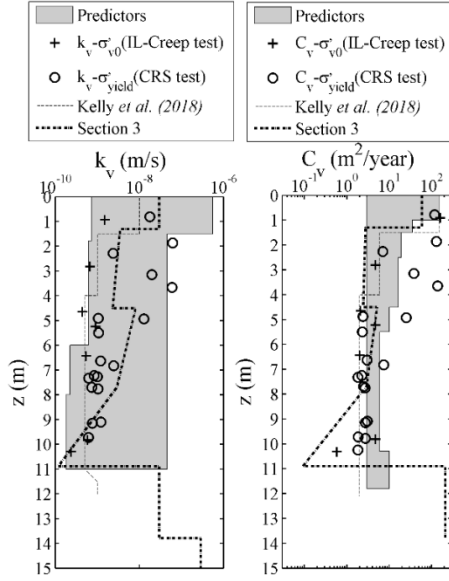 Predictors
k_v-σ'_v0(IL-Creep test)
k_v-σ'_yield(CRS test)
Kelly et al. (2018)
Section 3
k_v (m/s)
10^-10 10^-8 10^-6
0
1
2
3
4
5
6
7
8
9
10
11
12
13
14
15
z (m)
Predictors
C_v-σ'_v0(IL-Creep test)
C_v-σ'_yield(CRS test)
Kelly et al. (2018)
Section 3
C_v (m^2/year)
10^-1 10^0 10^1 10^2
0
1
2
3
4
5
6
7
8
9
10
11
12
13
14
15
z (m)